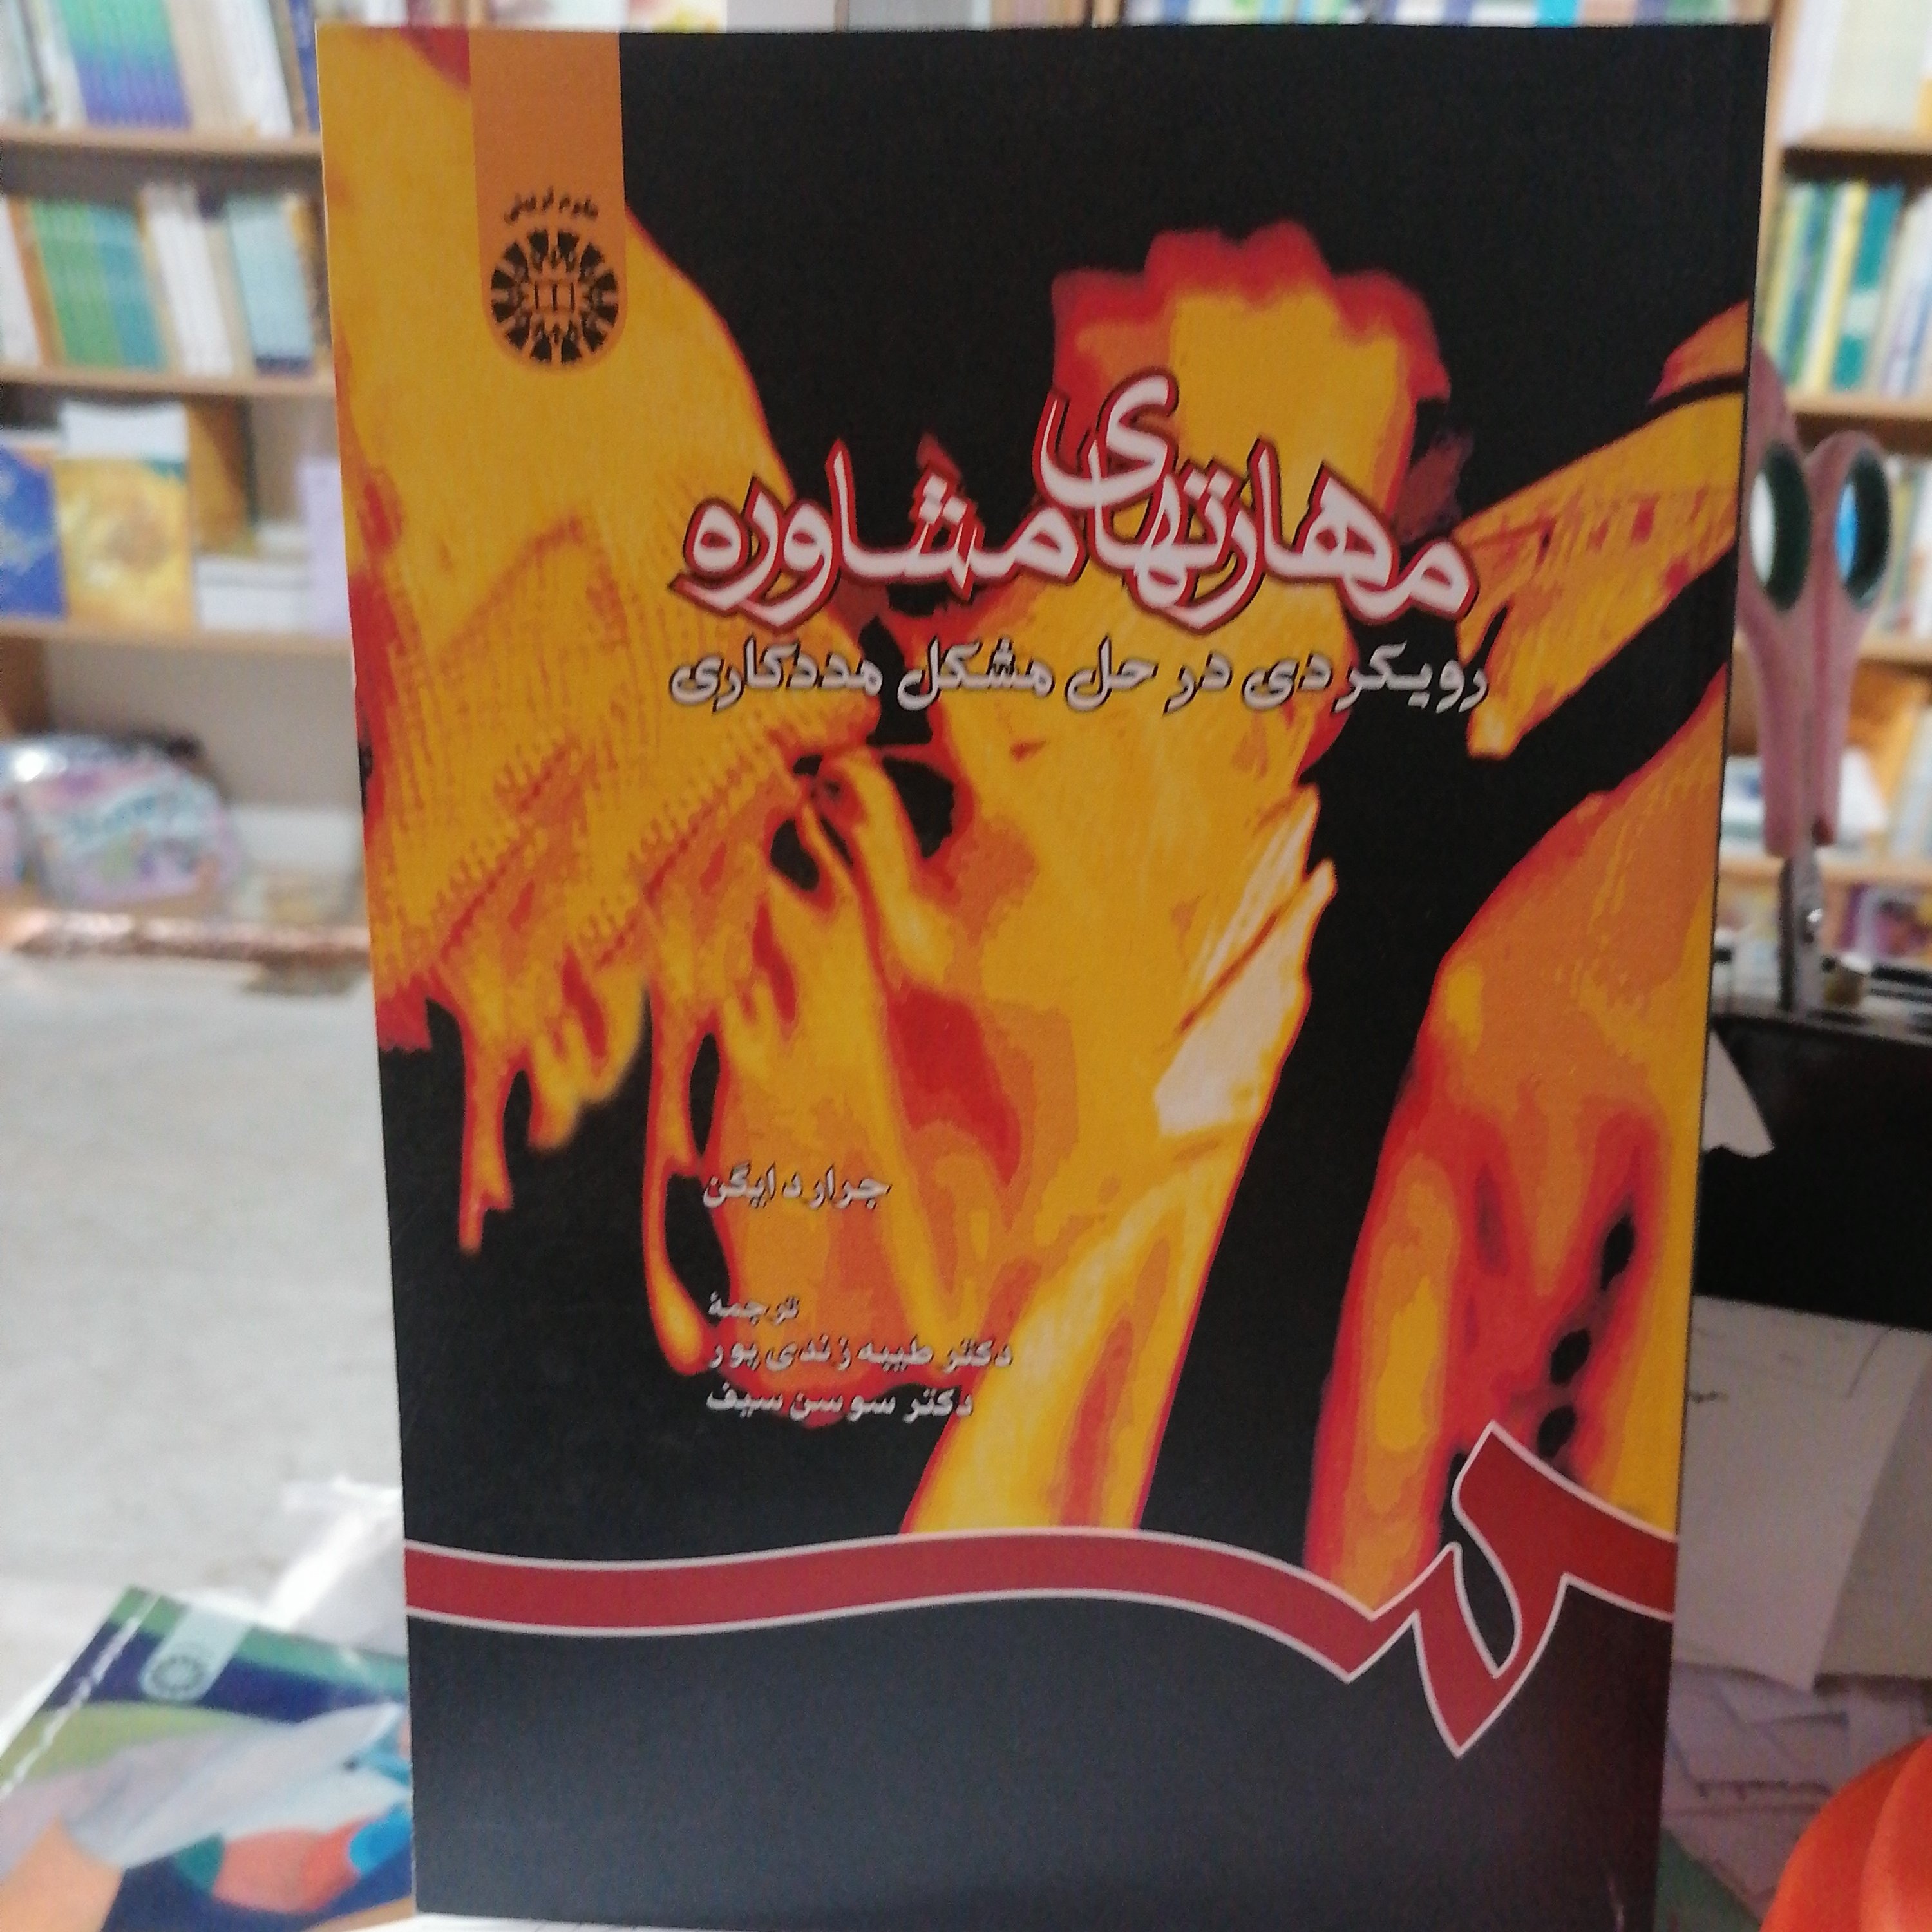 علوم تربیتی
مهارتهای مشاوره
رویکردی در حل مشکل مددکاری
جرارد ایگن
ترجمهٔ
دکتر طیبه زندی پور
دکتر سوسن سیف